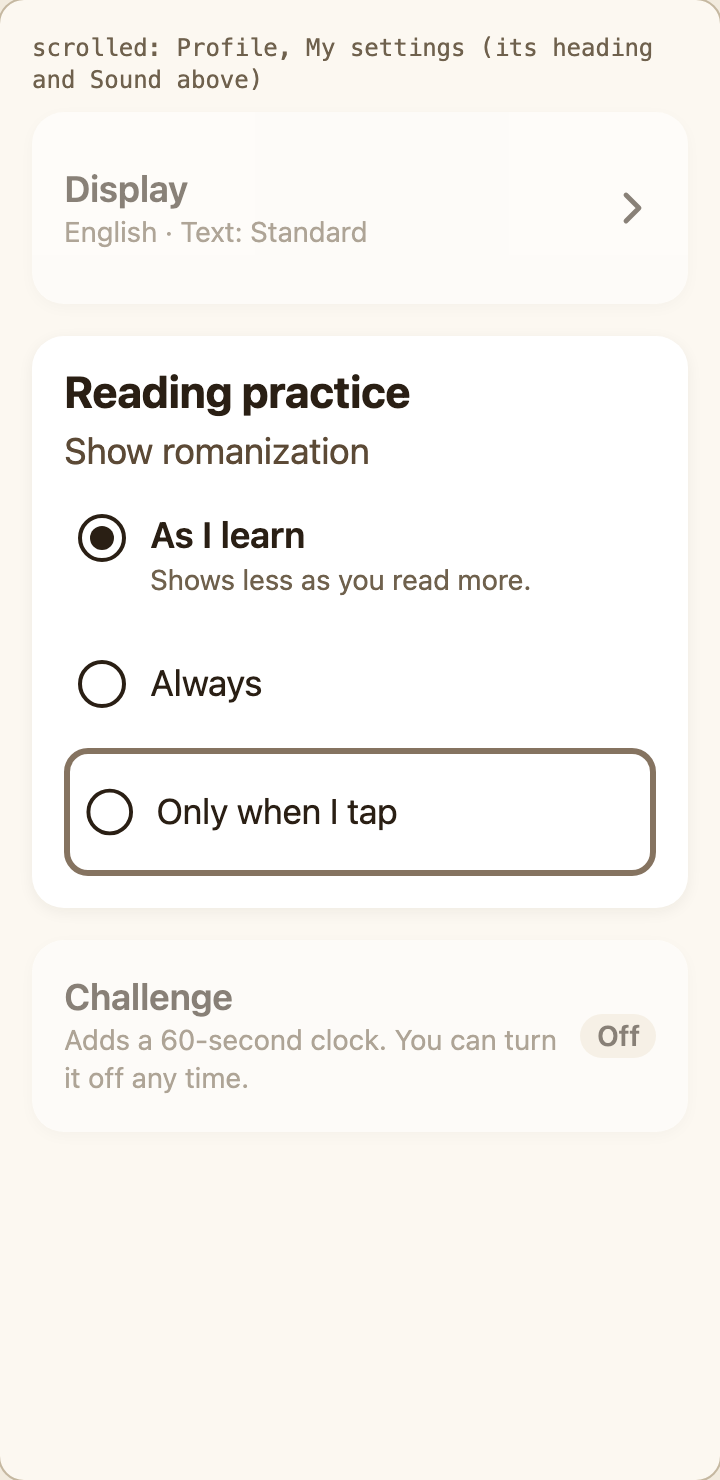 scrolled: Profile, My settings (its heading
and Sound above)
Display
English · Text: Standard
Reading practice
Show romanization
As I learn
Shows less as you read more.
Always
Only when I tap
Challenge
Adds a 60-second clock. You can turn
it off any time.
Off